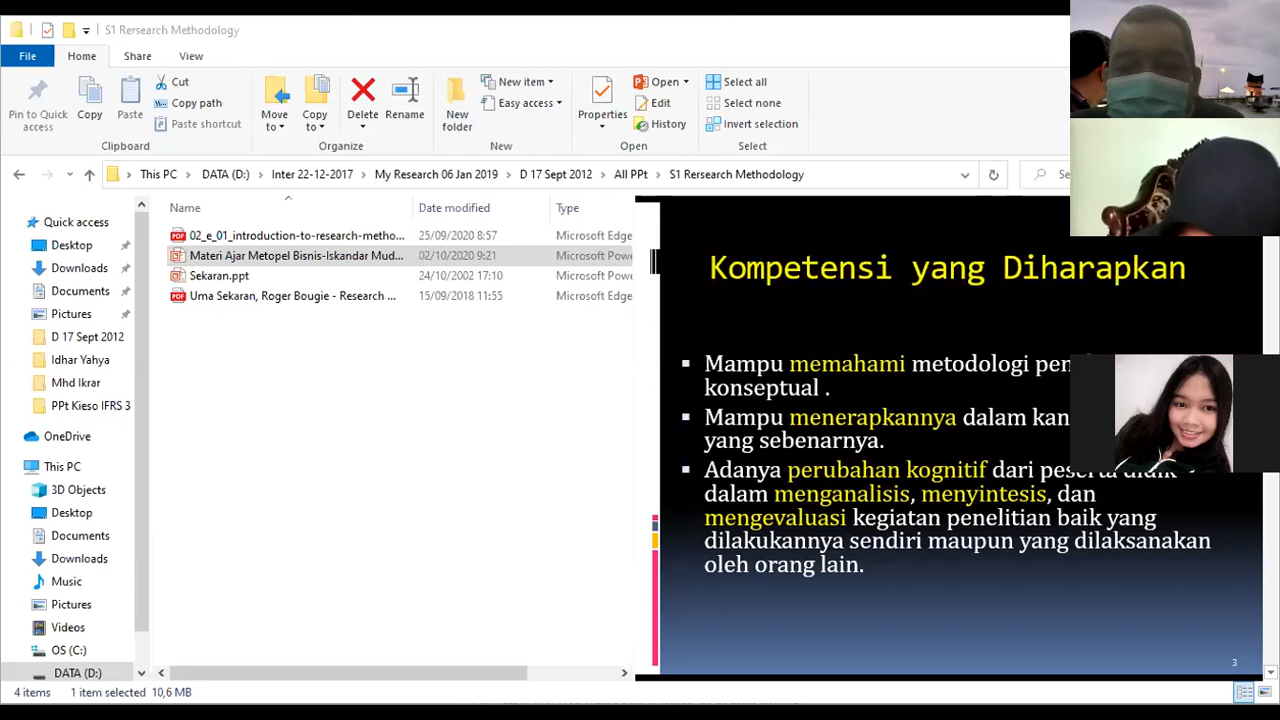 S1 Rersearch Methodology
File Home Share View
Pin to Quick access
Copy
Paste
Cut
Copy path
Paste shortcut
Clipboard
Move to
Copy to
Delete
Rename
Organize
New folder
New item
Easy access
New
Properties
Open
Edit
History
Open
Select all
Select none
Invert selection
Select
This PC DATA (D:) Inter 22-12-2017 My Research 06 Jan 2019 D 17 Sept 2012 All PPt S1 Rersearch Methodology
Name Date modified Type
02_e_01_introduction-to-research-metho... 25/09/2020 8:57 Microsoft Edge
Materi Ajar Metopel Bisnis-Iskandar Mud... 02/10/2020 9:21 Microsoft Powe
Sekaran.ppt 24/10/2002 17:10 Microsoft Powe
Uma Sekaran, Roger Bougie - Research ... 15/09/2018 11:55 Microsoft Edge
Quick access
Desktop
Downloads
Documents
Pictures
D 17 Sept 2012
Idhar Yahya
Mhd Ikrar
PPt Kieso IFRS 3
OneDrive
This PC
3D Objects
Desktop
Documents
Downloads
Music
Pictures
Videos
OS (C:)
DATA (D:)
4 items 1 item selected 10,6 MB
Kompetensi yang Diharapkan
▪ Mampu memahami metodologi
konseptual .
▪ Mampu menerapkannya dalam
yang sebenarnya.
▪ Adanya perubahan kognitif dari peserta didik
dalam menganalisis, menyintesis, dan
mengevaluasi kegiatan penelitian baik yang
dilakukannya sendiri maupun yang dilaksanakan
oleh orang lain.
3